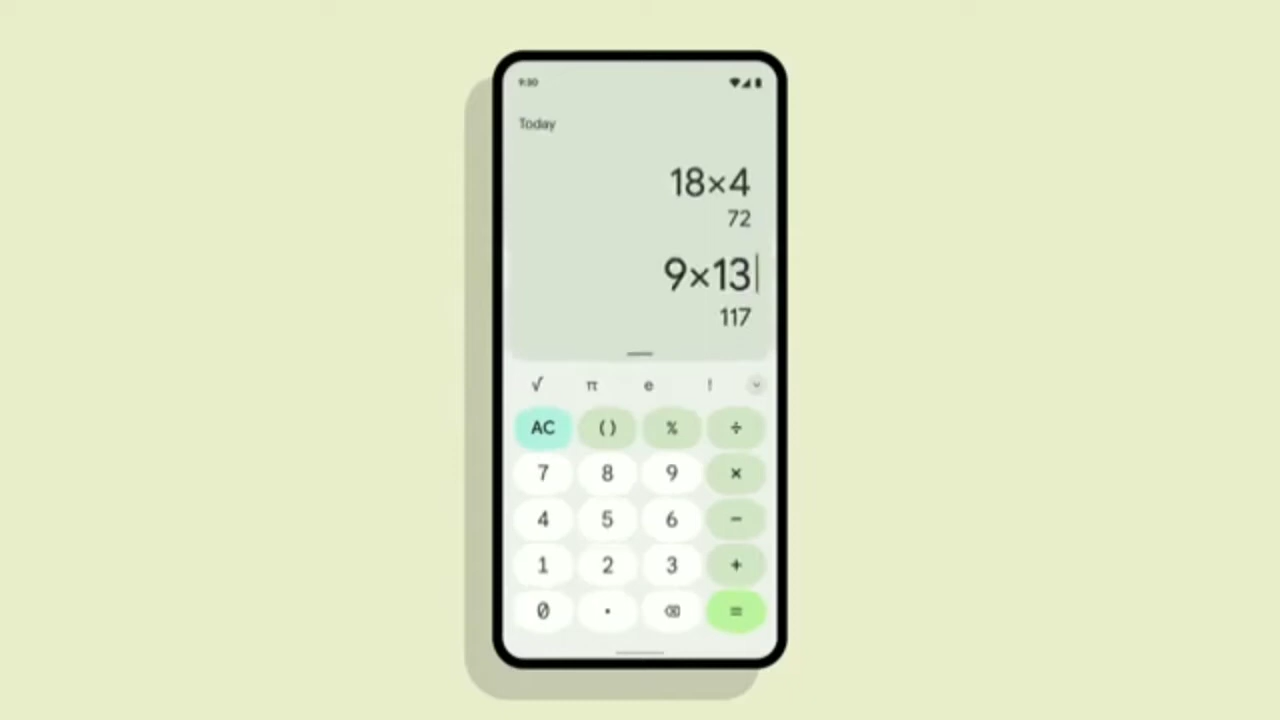 9:30
Today
18×4
72
9×13
117
√ π e !
AC () % ÷
7 8 9 ×
4 5 6 −
1 2 3 +
0 . =